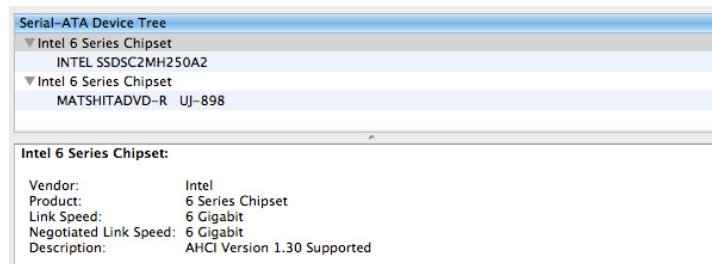 Serial-ATA Device Tree
Intel 6 Series Chipset
INTEL SSDSC2MH250A2
Intel 6 Series Chipset
MATSHITADVD-R UJ-898
Intel 6 Series Chipset:
Vendor: Intel
Product: 6 Series Chipset
Link Speed: 6 Gigabit
Negotiated Link Speed: 6 Gigabit
Description: AHCI Version 1.30 Supported